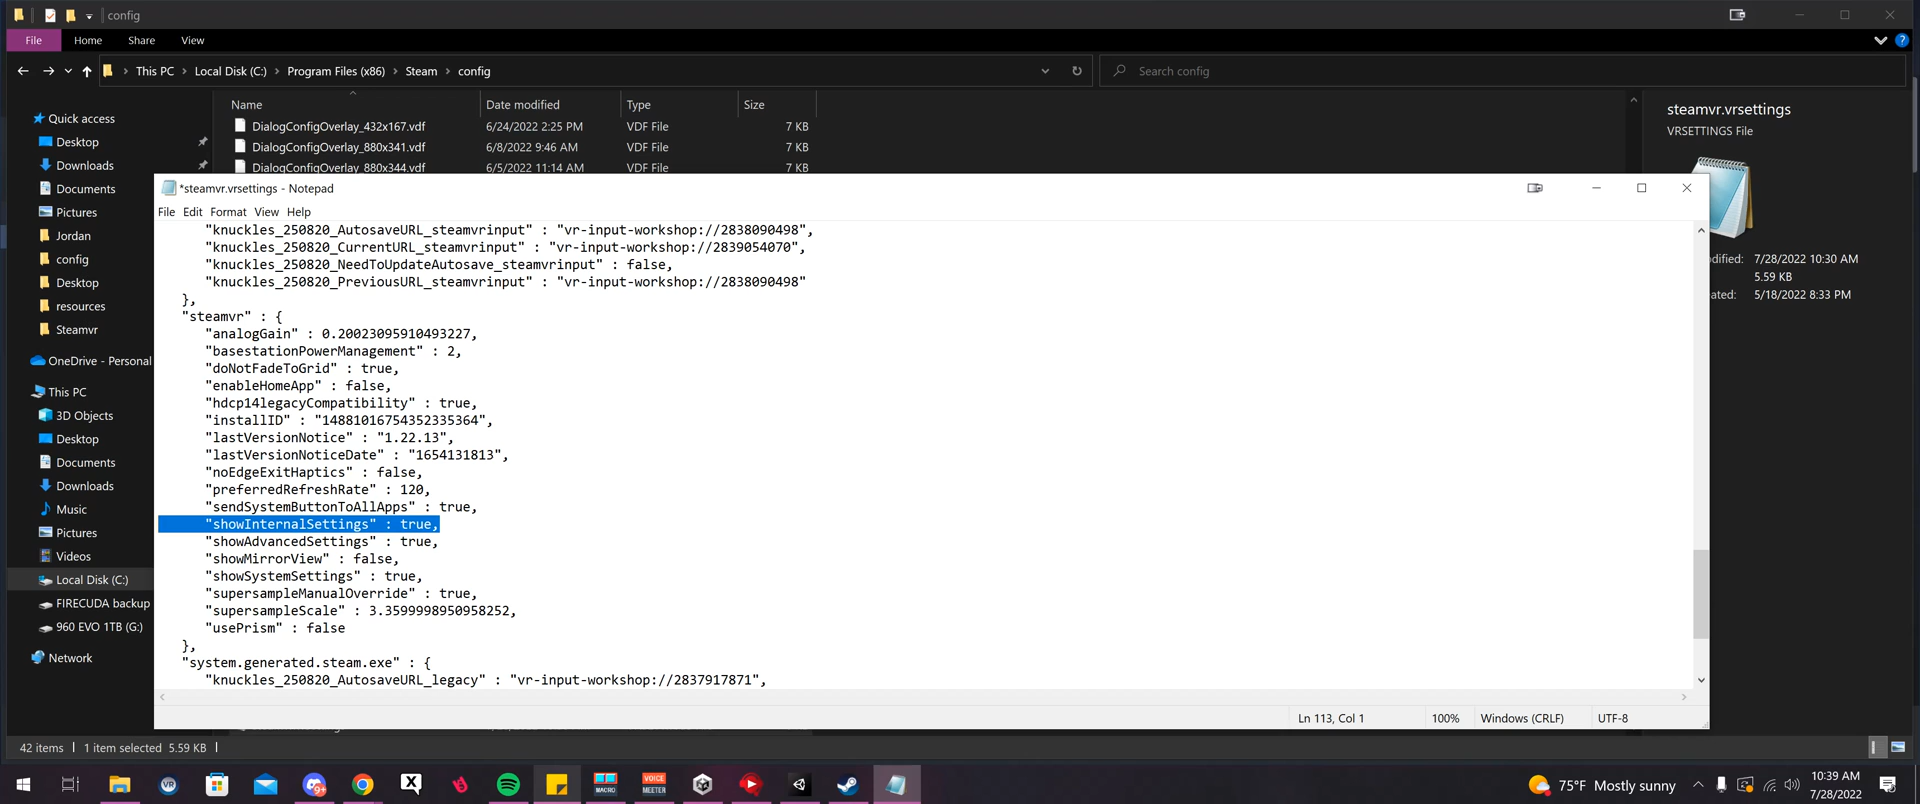 config
File Home Share View
This PC Local Disk (C:) Program Files (x86) Steam config Search config
Name Date modified Type Size
DialogConfigOverlay_432x167.vdf 6/24/2022 2:25 PM VDF File 7 KB
DialogConfigOverlay_880x341.vdf 6/8/2022 9:46 AM VDF File 7 KB
DialogConfigOverlay_880x344.vdf 6/5/2022 11:14 AM VDF File 7 KB
Quick access
Desktop
Downloads
Documents
Pictures
Jordan
config
Desktop
resources
Steamvr
OneDrive - Personal
This PC
3D Objects
Desktop
Documents
Downloads
Music
Pictures
Videos
Local Disk (C:)
FIRECUDA backup
960 EVO 1TB (G:)
Network
steamvr.vrsettings
VRSETTINGS File
dified: 7/28/2022 10:30 AM
5.59 KB
ated: 5/18/2022 8:33 PM
*steamvr.vrsettings - Notepad
File Edit Format View Help
"knuckles_250820_AutosaveURL_steamvrinput" : "vr-input-workshop://2838090498",
"knuckles_250820_CurrentURL_steamvrinput" : "vr-input-workshop://2839054070",
"knuckles_250820_NeedToUpdateAutosave_steamvrinput" : false,
"knuckles_250820_PreviousURL_steamvrinput" : "vr-input-workshop://2838090498"
},
"steamvr" : {
"analogGain" : 0.20023095910493227,
"basestationPowerManagement" : 2,
"doNotFadeToGrid" : true,
"enableHomeApp" : false,
"hdcp14legacyCompatibility" : true,
"installID" : "14881016754352335364",
"lastVersionNotice" : "1.22.13",
"lastVersionNoticeDate" : "1654131813",
"noEdgeExitHaptics" : false,
"preferredRefreshRate" : 120,
"sendSystemButtonToAllApps" : true,
"showInternalSettings" : true,
"showAdvancedSettings" : true,
"showMirrorView" : false,
"showSystemSettings" : true,
"supersampleManualOverride" : true,
"supersampleScale" : 3.3599998950958252,
"usePrism" : false
},
"system.generated.steam.exe" : {
"knuckles_250820_AutosaveURL_legacy" : "vr-input-workshop://2837917871",
Ln 113, Col 1 100% Windows (CRLF) UTF-8
42 items 1 item selected 5.59 KB
VR 9+ X MACRO VOICE MEETER 75°F Mostly sunny
10:39 AM
7/28/2022